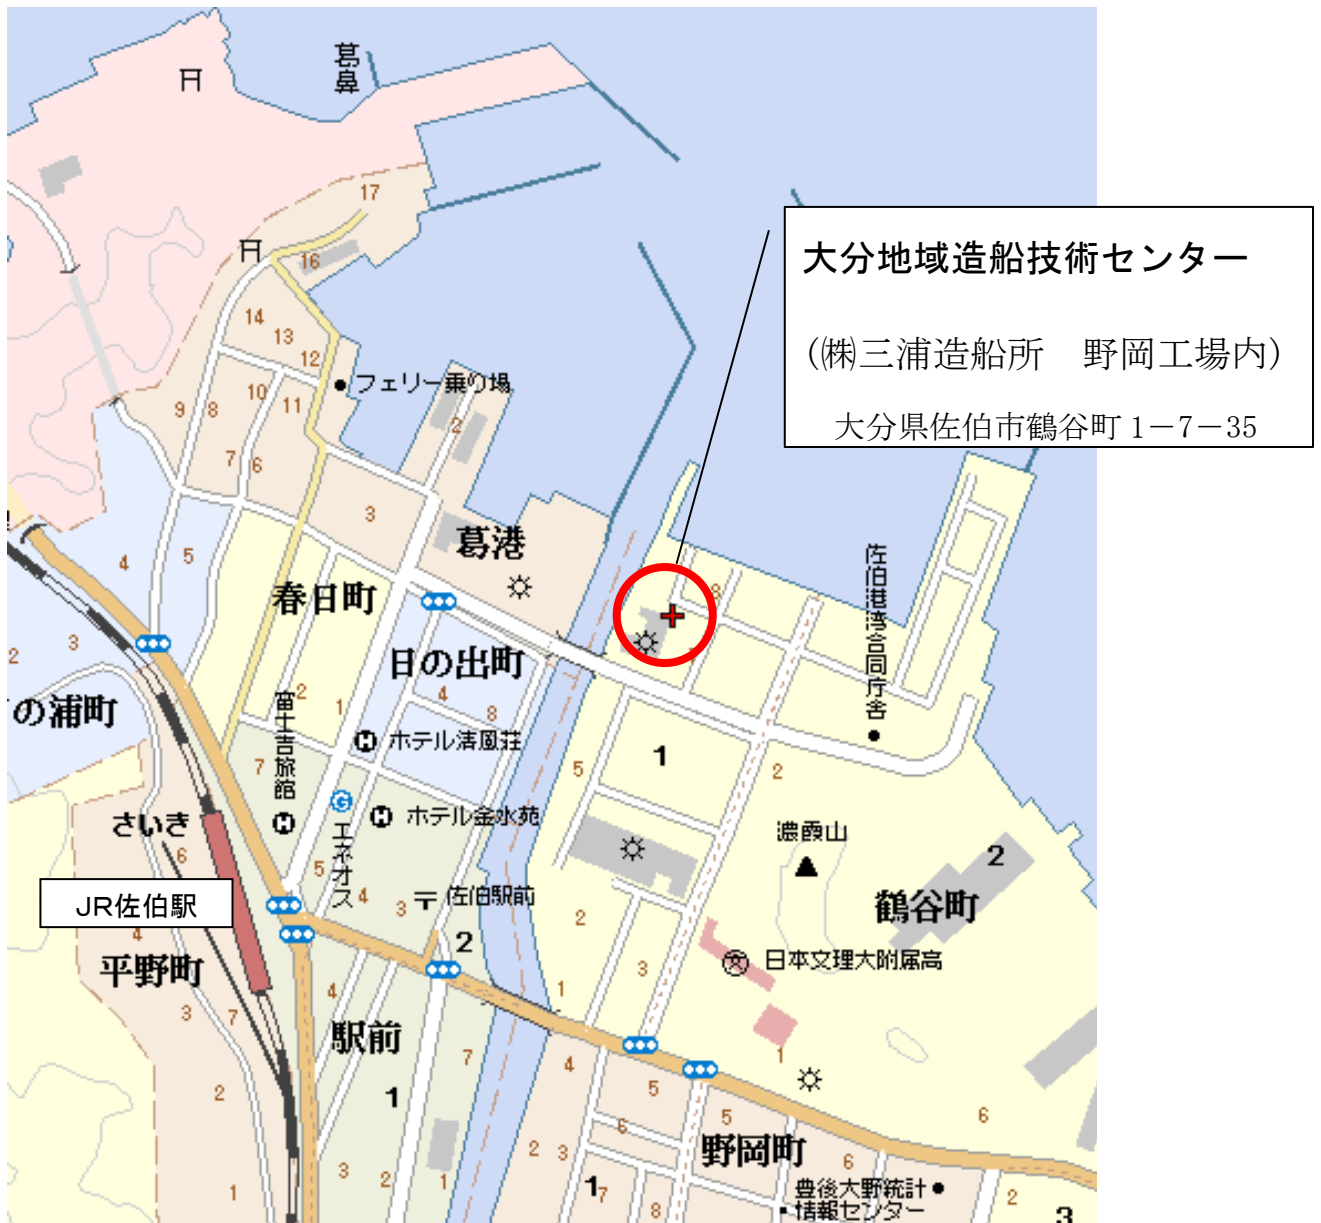 葛鼻
17
16
大分地域造船技術センター
(㈱三浦造船所　野岡工場内)
大分県佐伯市鶴谷町 1－7－35
14
13
12
フェリー乗り場
10
11
9
8
2
7
6
3
葛港
5
4
春日町
佐伯港湾合同庁舎
8
日の出町
3
2
の浦町
2
1
4
8
富士吉旅館
ホテル清風荘
1
5
2
7
ホテル金水苑
エネオス
さいき
6
濃霞山
2
5
4
3
佐伯駅前
JR佐伯駅
鶴谷町
2
4
2
平野町
日本文理大附属高
3
1
4
3
7
駅前
7
4
1
5
2
1
6
5
6
野岡町
3
2
1
2
3
1
7
8
6
豊後大野統計
情報センター
2
3
1